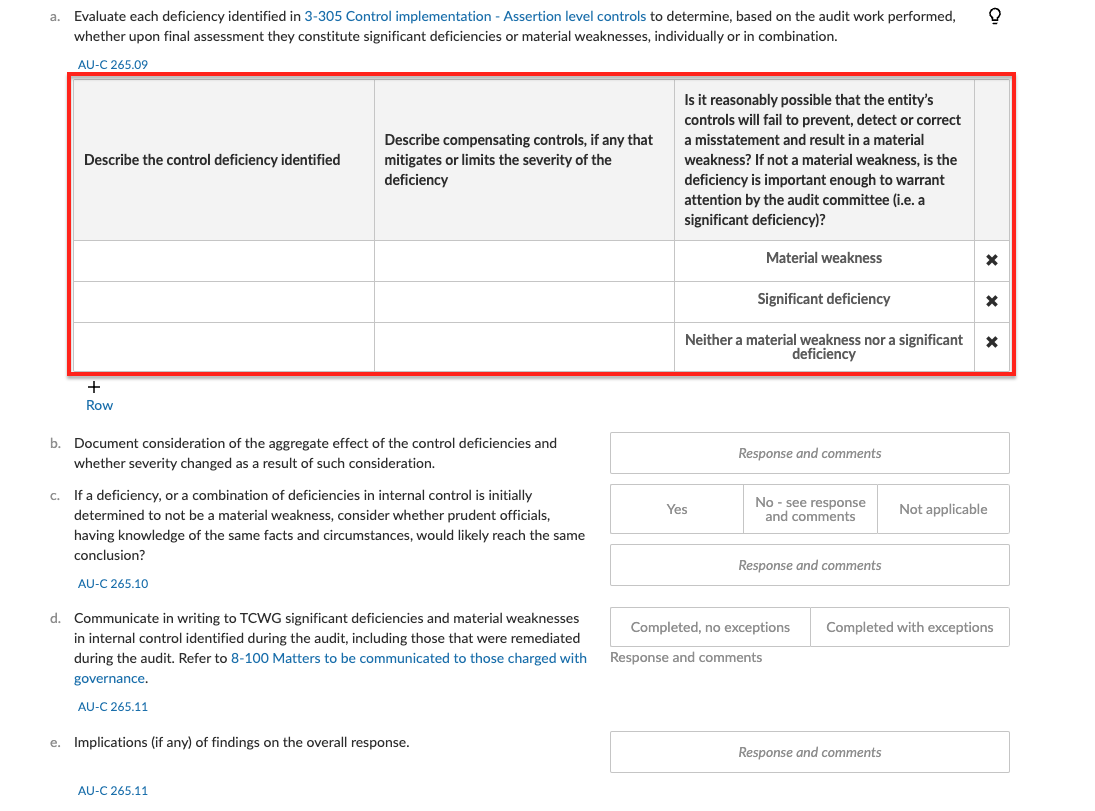 a. Evaluate each deficiency identified in 3-305 Control implementation - Assertion level controls to determine, based on the audit work performed,
whether upon final assessment they constitute significant deficiencies or material weaknesses, individually or in combination.
AU-C 265.09
Describe the control deficiency identified
Describe compensating controls, if any that
mitigates or limits the severity of the
deficiency
Is it reasonably possible that the entity's
controls will fail to prevent, detect or correct
a misstatement and result in a material
weakness? If not a material weakness, is the
deficiency is important enough to warrant
attention by the audit committee (i.e. a
significant deficiency)?
Material weakness
Significant deficiency
Neither a material weakness nor a significant
deficiency
Row
b. Document consideration of the aggregate effect of the control deficiencies and
whether severity changed as a result of such consideration.
Response and comments
c. If a deficiency, or a combination of deficiencies in internal control is initially
determined to not be a material weakness, consider whether prudent officials,
having knowledge of the same facts and circumstances, would likely reach the same
conclusion?
Yes
No - see response
and comments
Not applicable
Response and comments
AU-C 265.10
d. Communicate in writing to TCWG significant deficiencies and material weaknesses
in internal control identified during the audit, including those that were remediated
during the audit. Refer to 8-100 Matters to be communicated to those charged with
governance.
Completed, no exceptions
Completed with exceptions
Response and comments
AU-C 265.11
e. Implications (if any) of findings on the overall response.
Response and comments
AU-C 265.11